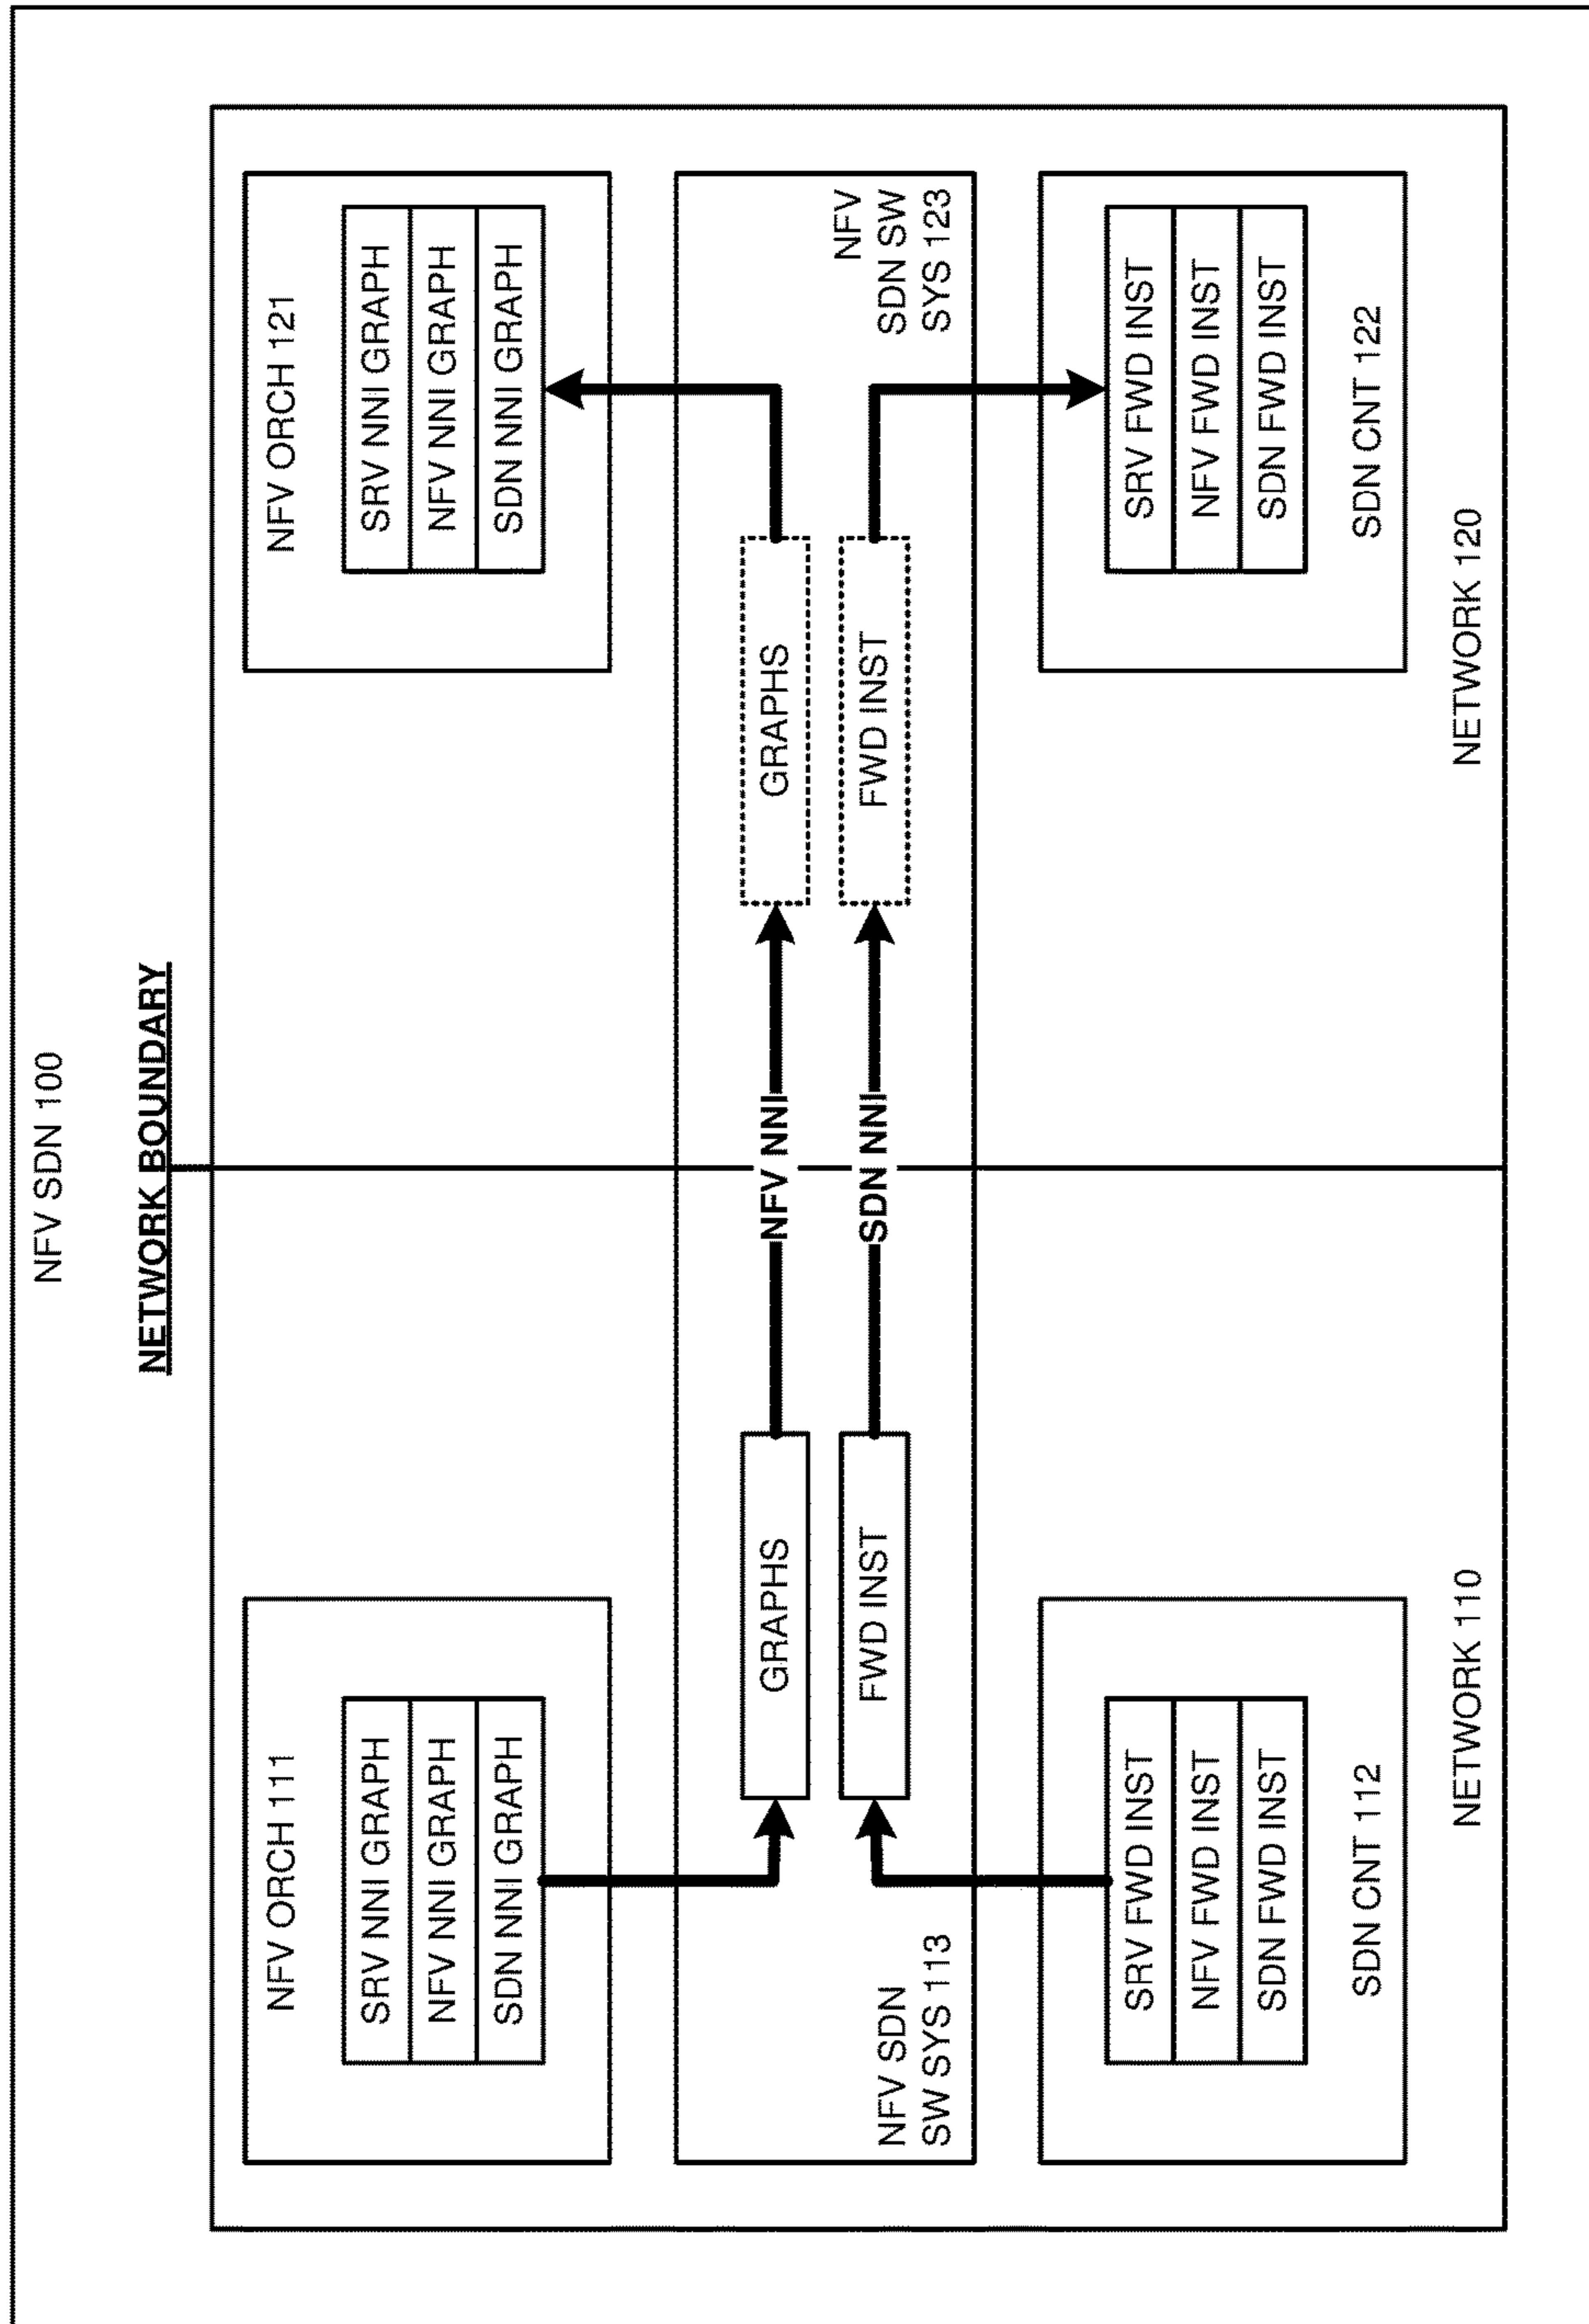 NFV SDN 100
NETWORK BOUNDARY
NFV ORCH 111
SRV NNI GRAPH
NFV NNI GRAPH
SDN NNI GRAPH
NFV ORCH 121
SRV NNI GRAPH
NFV NNI GRAPH
SDN NNI GRAPH
GRAPHS
NFV NNI
GRAPHS
FWD INST
SDN NNI
FWD INST
NFV SDN
SW SYS 113
NFV
SDN SW
SYS 123
SRV FWD INST
NFV FWD INST
SDN FWD INST
SDN CNT 112
SRV FWD INST
NFV FWD INST
SDN FWD INST
SDN CNT 122
NETWORK 110
NETWORK 120